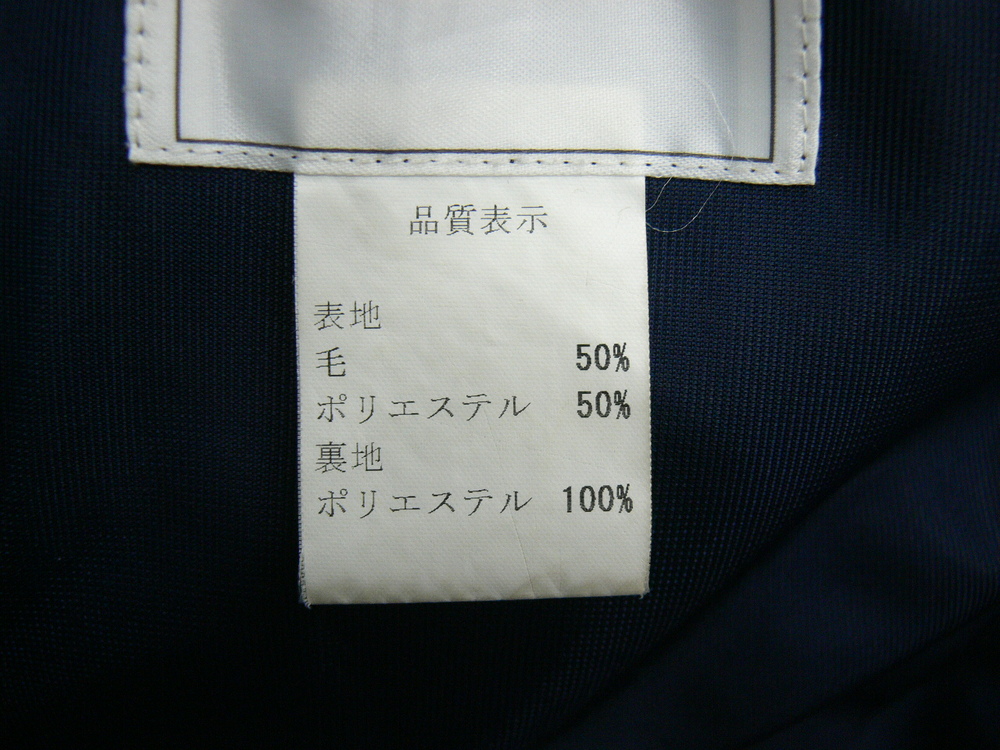 品質表示
表地
毛 50%
ポリエステル 50%
裏地
ポリエステル 100%